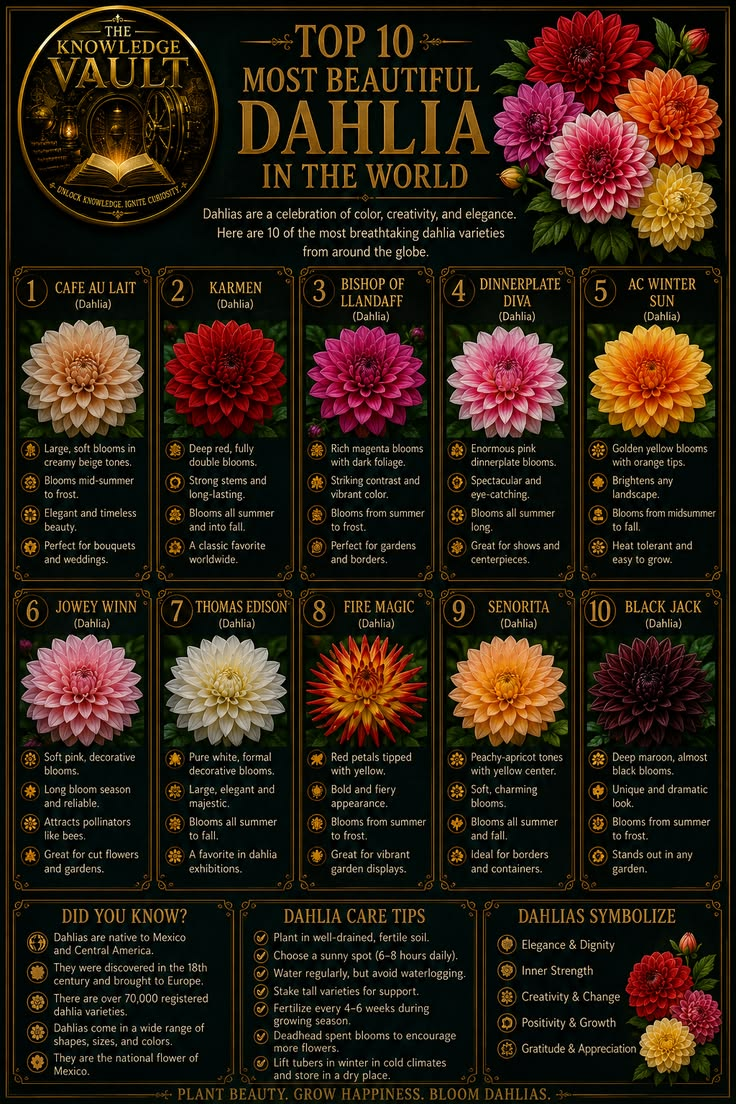 THE
KNOWLEDGE
VAULT
UNLOCK KNOWLEDGE. IGNITE CURIOSITY.
TOP 10
MOST BEAUTIFUL
DAHLIA
IN THE WORLD
Dahlias are a celebration of color, creativity, and elegance.
Here are 10 of the most breathtaking dahlia varieties
from around the globe.
1 CAFE AU LAIT
(Dahlia)
Large, soft blooms in
creamy beige tones.
Blooms mid-summer
to frost.
Elegant and timeless
beauty.
Perfect for bouquets
and weddings.
2 KARMEN
(Dahlia)
Deep red, fully
double blooms.
Strong stems and
long-lasting.
Blooms all summer
and into fall.
A classic favorite
worldwide.
3 BISHOP OF
LLANDAFF
(Dahlia)
Rich magenta blooms
with dark foliage.
Striking contrast and
vibrant color.
Blooms from summer
to frost.
Perfect for gardens
and borders.
4 DINNERPLATE
DIVA
(Dahlia)
Enormous pink
dinnerplate blooms.
Spectacular and
eye-catching.
Blooms all summer
long.
Great for shows and
centerpieces.
5 AC WINTER
SUN
(Dahlia)
Golden yellow blooms
with orange tips.
Brightens any
landscape.
Blooms from midsummer
to fall.
Heat tolerant and
easy to grow.
6 JOWEY WINN
(Dahlia)
Soft pink, decorative
blooms.
Long bloom season
and reliable.
Attracts pollinators
like bees.
Great for cut flowers
and gardens.
7 THOMAS EDISON
(Dahlia)
Pure white, formal
decorative blooms.
Large, elegant and
majestic.
Blooms all summer
to fall.
A favorite in dahlia
exhibitions.
8 FIRE MAGIC
(Dahlia)
Red petals tipped
with yellow.
Bold and fiery
appearance.
Blooms from summer
to frost.
Great for vibrant
garden displays.
9 SENORITA
(Dahlia)
Peachy-apricot tones
with yellow center.
Soft, charming
blooms.
Blooms all summer
and fall.
Ideal for borders
and containers.
10 BLACK JACK
(Dahlia)
Deep maroon, almost
black blooms.
Unique and dramatic
look.
Blooms from summer
to frost.
Stands out in any
garden.
DID YOU KNOW?
Dahlias are native to Mexico
and Central America.
They were discovered in the 18th
century and brought to Europe.
There are over 70,000 registered
dahlia varieties.
Dahlias come in a wide range of
shapes, sizes, and colors.
They are the national flower of
Mexico.
DAHLIA CARE TIPS
Plant in well-drained, fertile soil.
Choose a sunny spot (6–8 hours daily).
Water regularly, but avoid waterlogging.
Stake tall varieties for support.
Fertilize every 4–6 weeks during
growing season.
Deadhead spent blooms to encourage
more flowers.
Lift tubers in winter in cold climates
and store in a dry place.
DAHLIAS SYMBOLIZE
Elegance & Dignity
Inner Strength
Creativity & Change
Positivity & Growth
Gratitude & Appreciation
PLANT BEAUTY. GROW HAPPINESS. BLOOM DAHLIAS.